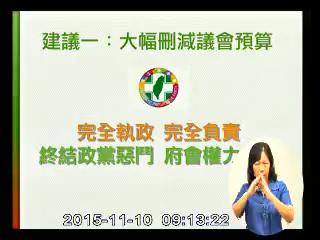 建議一：大幅刪減議會預算
完全執政 完全負責
終結政黨惡鬥 府會權力
2015-11-10 09:13:22